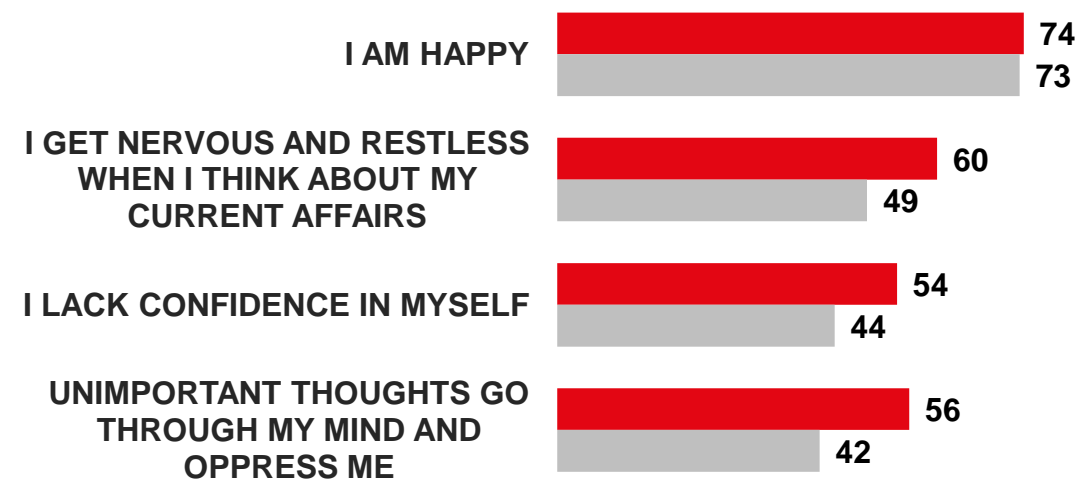 I AM HAPPY
74
73
I GET NERVOUS AND RESTLESS
WHEN I THINK ABOUT MY
CURRENT AFFAIRS
60
49
I LACK CONFIDENCE IN MYSELF
54
44
UNIMPORTANT THOUGHTS GO
THROUGH MY MIND AND
OPPRESS ME
56
42